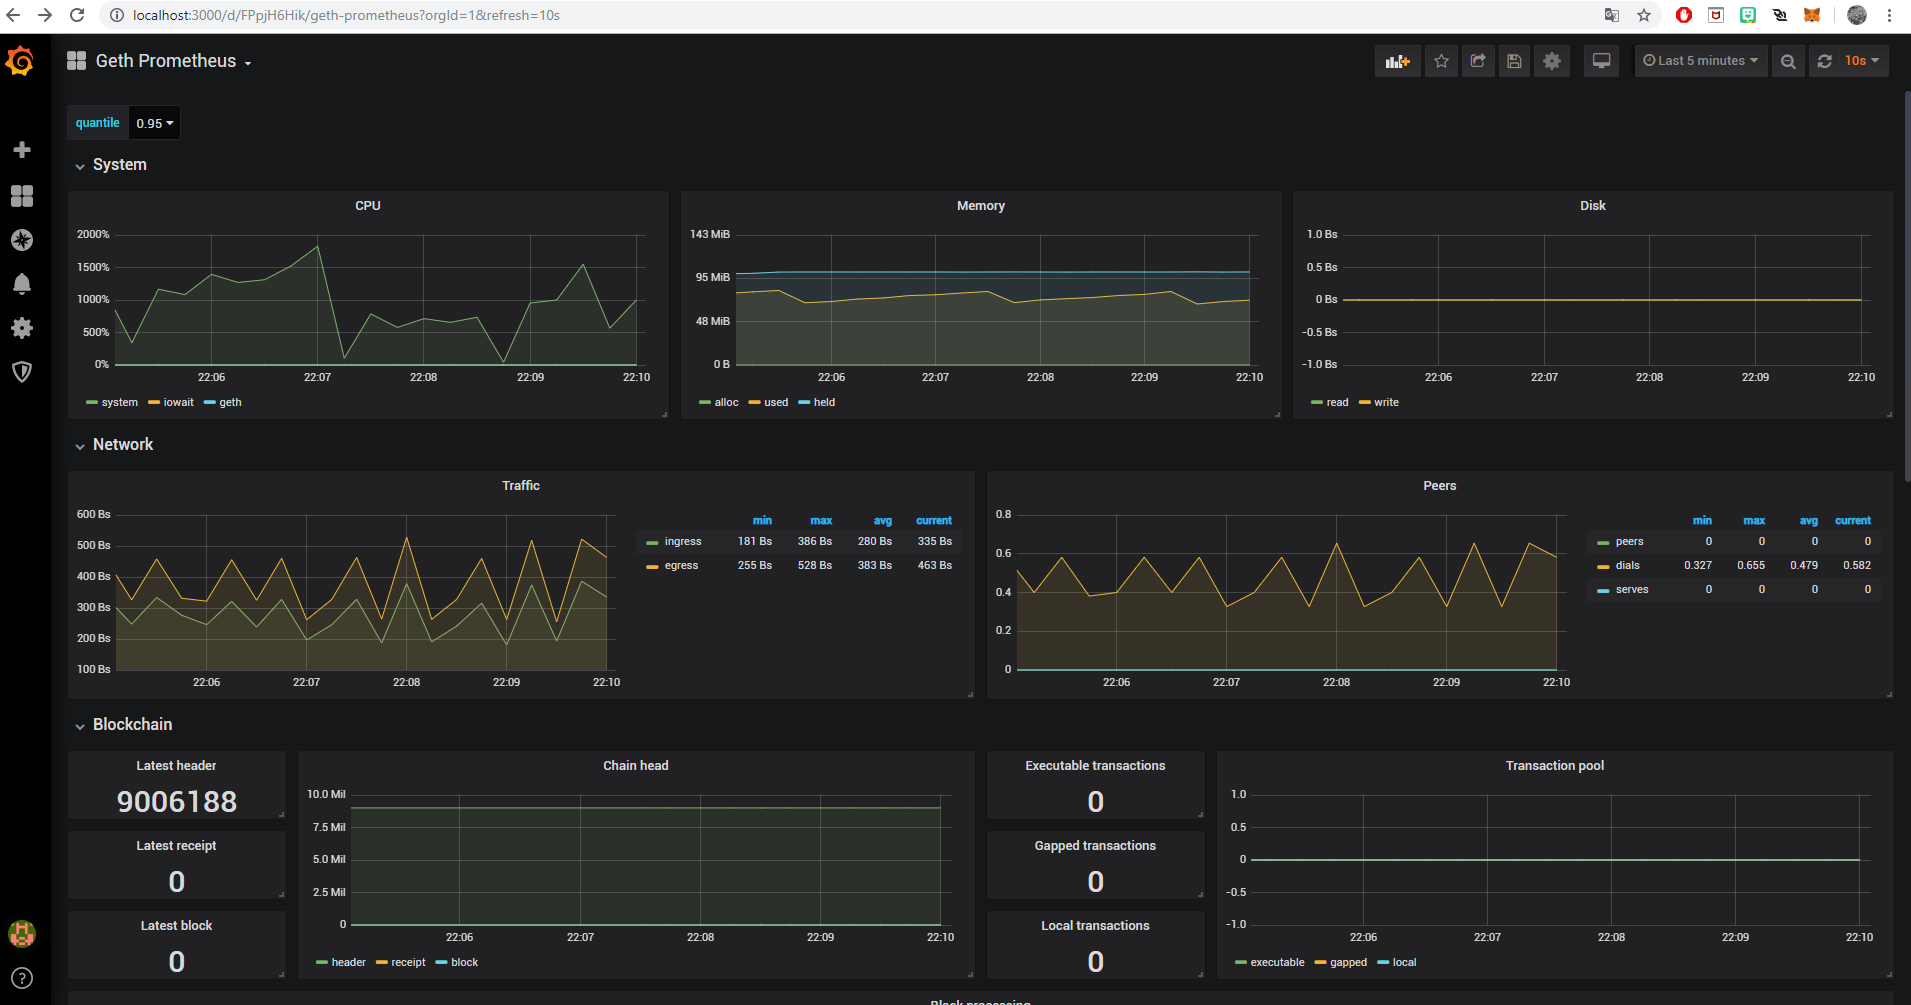 localhost:3000/d/FPpjH6Hik/geth-prometheus?orgId=1&refresh=10s
Geth Prometheus
Last 5 minutes
10s
quantile 0.95
System
CPU
2000%
1500%
1000%
500%
0%
22:06 22:07 22:08 22:09 22:10
system iowait geth
Memory
143 MiB
95 MiB
48 MiB
0 B
22:06 22:07 22:08 22:09 22:10
alloc used held
Disk
1.0 Bs
0.5 Bs
0 Bs
-0.5 Bs
-1.0 Bs
22:06 22:07 22:08 22:09 22:10
read write
Network
Traffic
600 Bs
500 Bs
400 Bs
300 Bs
200 Bs
100 Bs
22:06 22:07 22:08 22:09 22:10
min max avg current
ingress 181 Bs 386 Bs 280 Bs 335 Bs
egress 255 Bs 528 Bs 383 Bs 463 Bs
Peers
0.8
0.6
0.4
0.2
0
22:06 22:07 22:08 22:09 22:10
min max avg current
peers 0 0 0 0
dials 0.327 0.655 0.479 0.582
serves 0 0 0 0
Blockchain
Latest header
9006188
Latest receipt
0
Latest block
0
Chain head
10.0 Mil
7.5 Mil
5.0 Mil
2.5 Mil
0
22:06 22:07 22:08 22:09 22:10
header receipt block
Executable transactions
0
Gapped transactions
0
Local transactions
0
Transaction pool
1.0
0.5
0
-0.5
-1.0
22:06 22:07 22:08 22:09 22:10
executable gapped local
Block processing